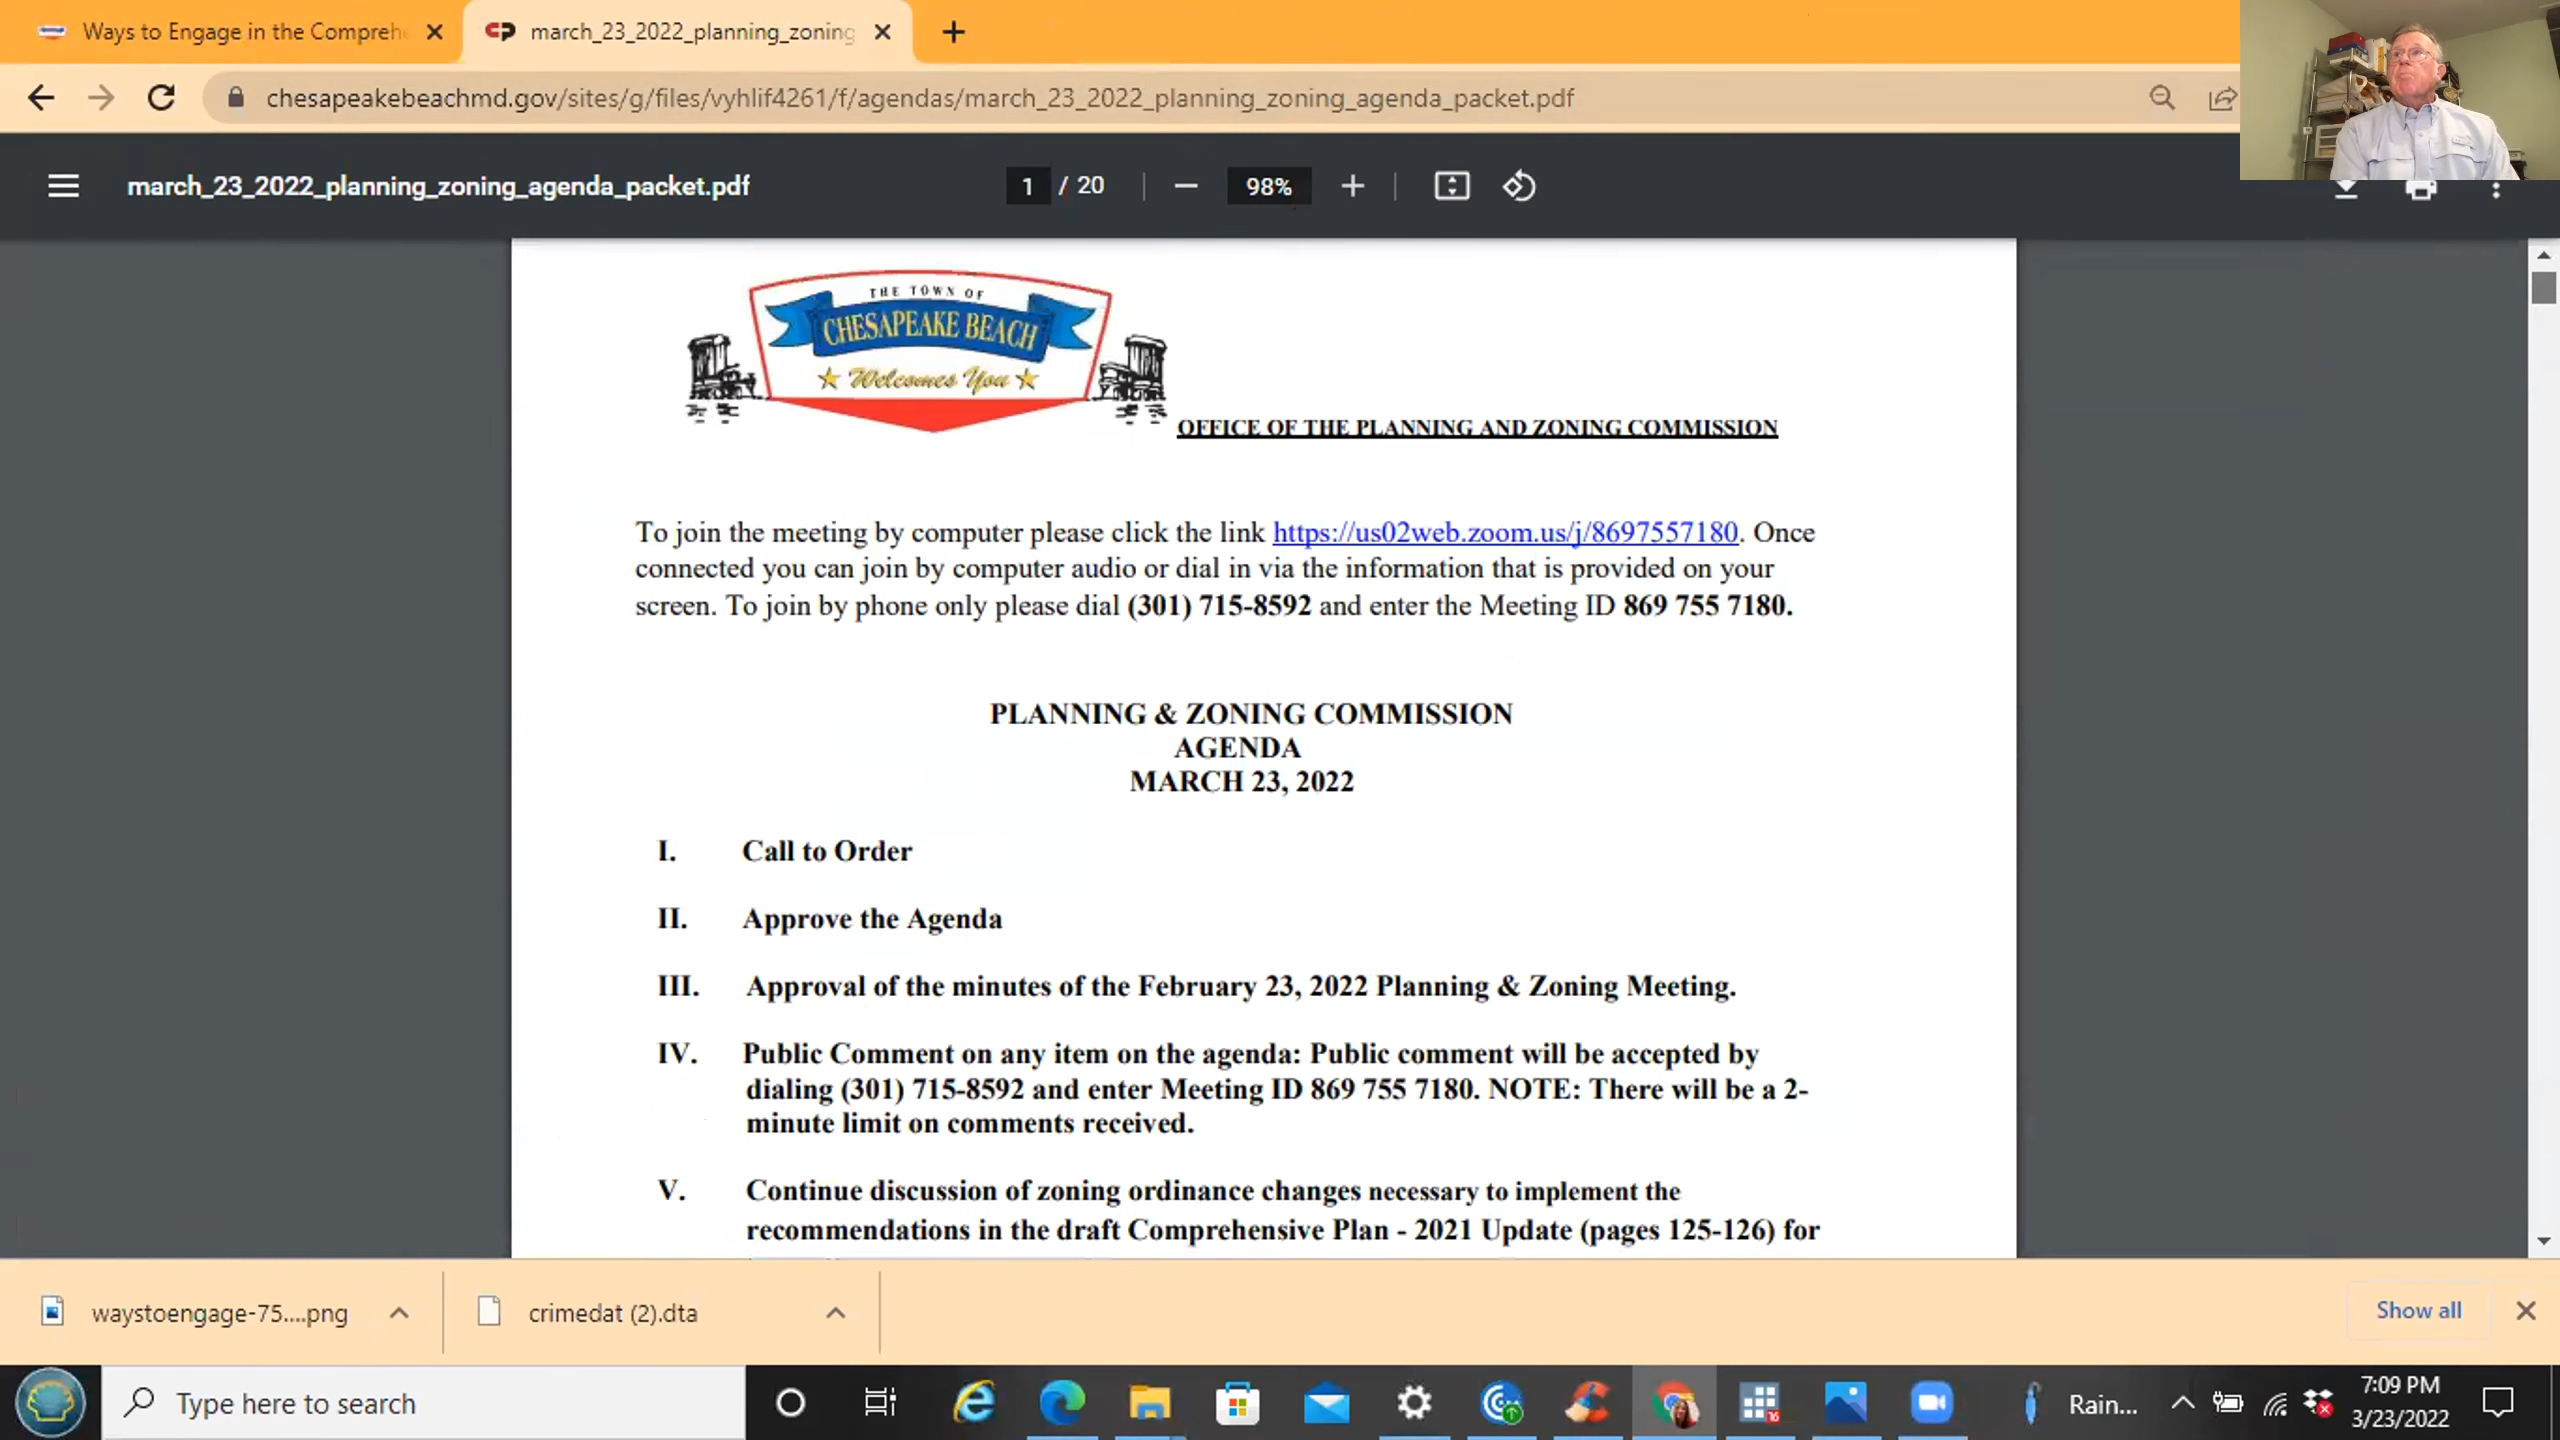 Ways to Engage in the Compreh
march_23_2022_planning_zoning
chesapeakebeachmd.gov/sites/g/files/vyhlif4261/f/agendas/march_23_2022_planning_zoning_agenda_packet.pdf
march_23_2022_planning_zoning_agenda_packet.pdf
1 / 20
98%
THE TOWN OF
CHESAPEAKE BEACH
Welcomes You
OFFICE OF THE PLANNING AND ZONING COMMISSION
To join the meeting by computer please click the link https://us02web.zoom.us/j/8697557180. Once
connected you can join by computer audio or dial in via the information that is provided on your
screen. To join by phone only please dial (301) 715-8592 and enter the Meeting ID 869 755 7180.
PLANNING & ZONING COMMISSION
AGENDA
MARCH 23, 2022
I. Call to Order
II. Approve the Agenda
III. Approval of the minutes of the February 23, 2022 Planning & Zoning Meeting.
IV. Public Comment on any item on the agenda: Public comment will be accepted by
dialing (301) 715-8592 and enter Meeting ID 869 755 7180. NOTE: There will be a 2-
minute limit on comments received.
V. Continue discussion of zoning ordinance changes necessary to implement the
recommendations in the draft Comprehensive Plan - 2021 Update (pages 125-126) for
waystoengage-75....png
crimedat (2).dta
Show all
Type here to search
16
Rain...
7:09 PM
3/23/2022